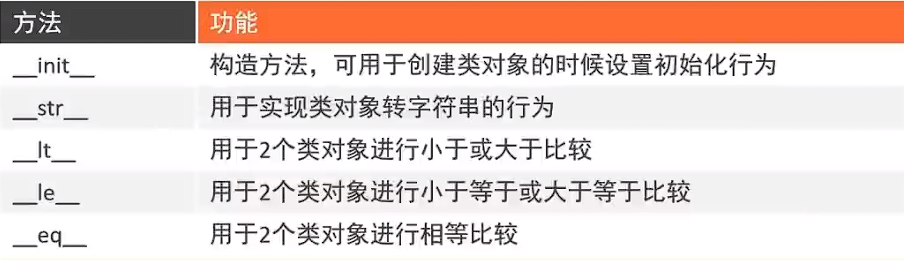 方法 功能
__init__ 构造方法，可用于创建类对象的时候设置初始化行为
__str__ 用于实现类对象转字符串的行为
__lt__ 用于2个类对象进行小于或大于比较
__le__ 用于2个类对象进行小于等于或大于等于比较
__eq__ 用于2个类对象进行相等比较